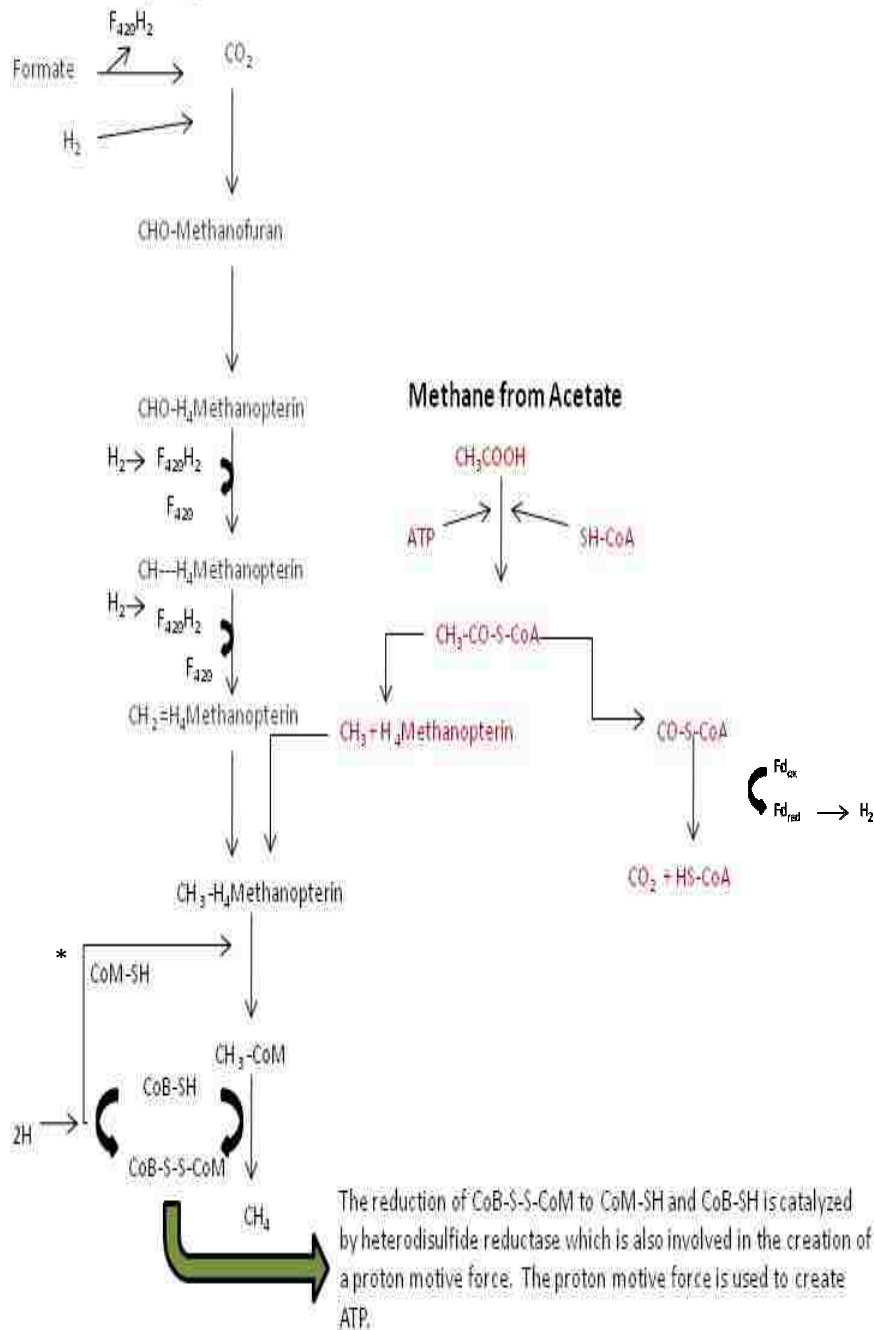 F₄₂₀H₂
Formate
CO₂
H₂
CHO-Methanofuran
CHO-H₄Methanopterin
H₂→ F₄₂₀H₂
F₄₂₀
CH---H₄Methanopterin
H₂→ F₄₂₀H₂
F₄₂₀
CH₂=H₄Methanopterin
Methane from Acetate
CH₃COOH
ATP
SH-CoA
CH₃-CO-S-CoA
CH₃+H₄Methanopterin
CO-S-CoA
Fd_ox
Fd_red → H₂
CO₂ + HS-CoA
CH₃-H₄Methanopterin
*
CoM-SH
CH₃-CoM
CoB-SH
2H
CoB-S-S-CoM
CH₄
The reduction of CoB-S-S-CoM to CoM-SH and CoB-SH is catalyzed
by heterodisulfide reductase which is also involved in the creation of
a proton motive force. The proton motive force is used to create
ATP.